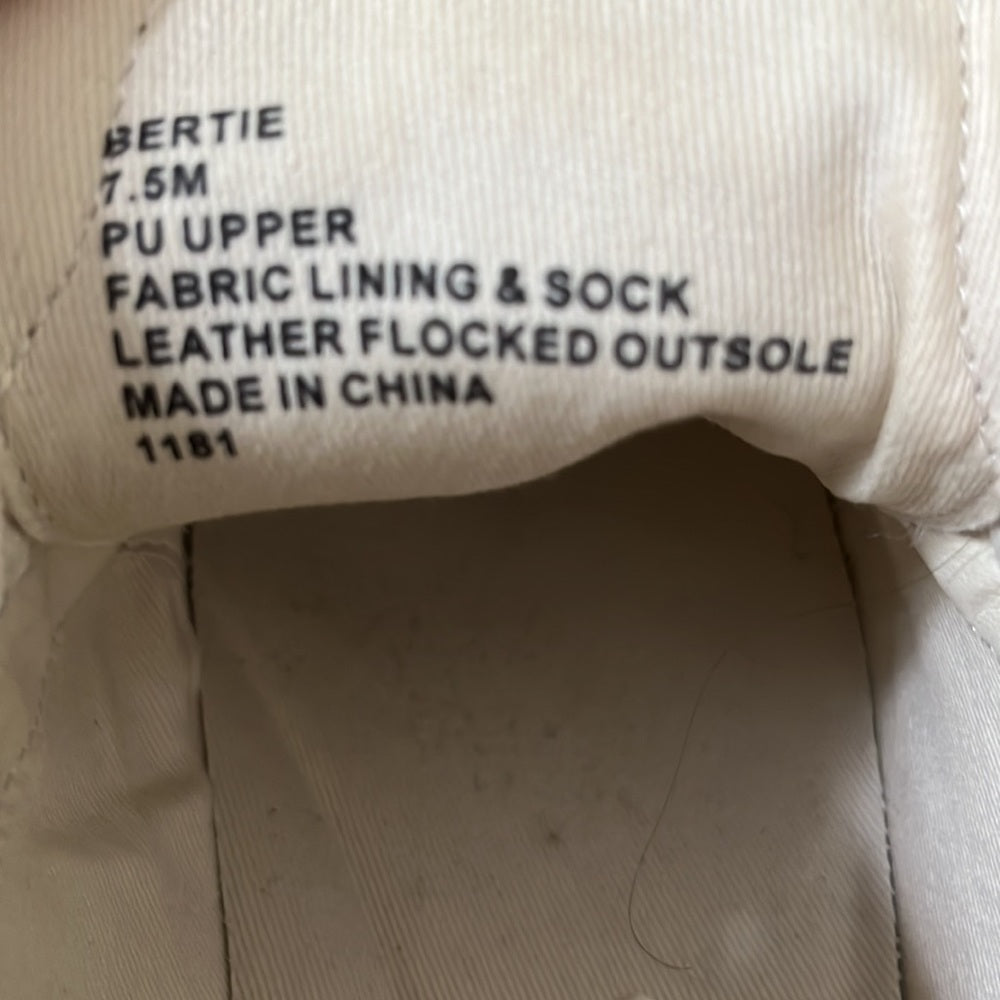 BERTIE
7.5M
PU UPPER
FABRIC LINING & SOCK
LEATHER FLOCKED OUTSOLE
MADE IN CHINA
1181